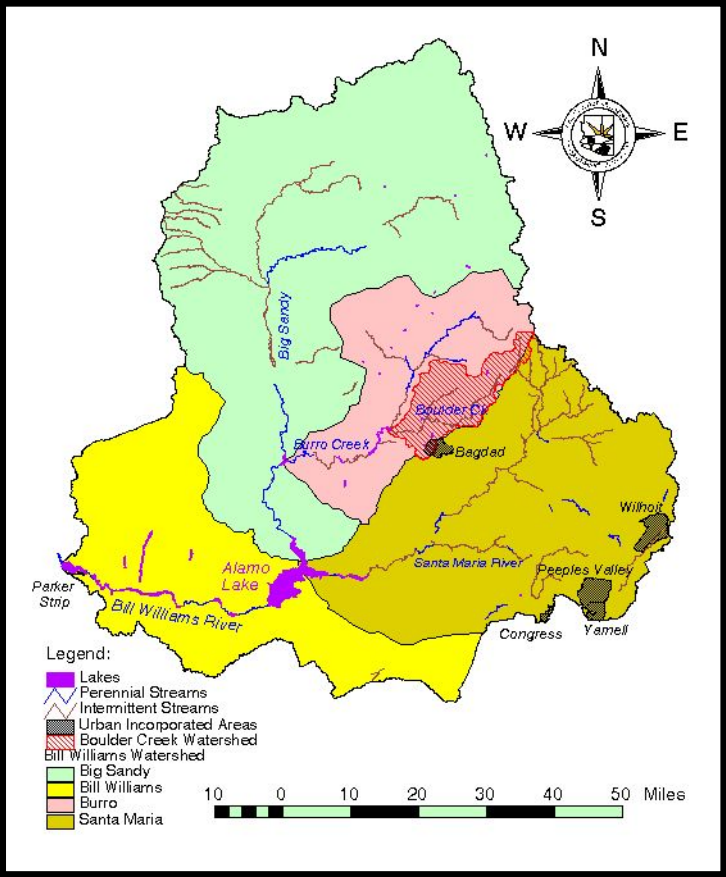 N
W E
S
Big Sandy
Boulder Ck
Burro Creek
Bagdad
Wilhoit
Alamo
Lake
Santa Maria River
Peeples Valley
Parker
Strip
Bill Williams River
Congress
Yarnell
Legend:
Lakes
Perennial Streams
Intermittent Streams
Urban Incorporated Areas
Boulder Creek Watershed
Bill Williams Watershed
Big Sandy
Bill Williams
Burro
Santa Maria
10 0 10 20 30 40 50 Miles